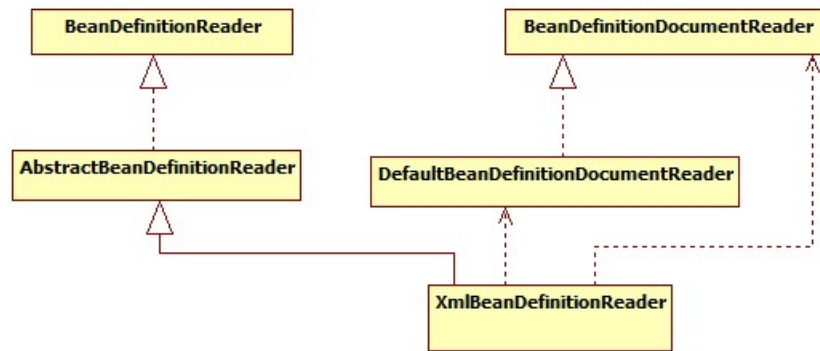 BeanDefinitionReader
BeanDefinitionDocumentReader
AbstractBeanDefinitionReader
DefaultBeanDefinitionDocumentReader
XmlBeanDefinitionReader